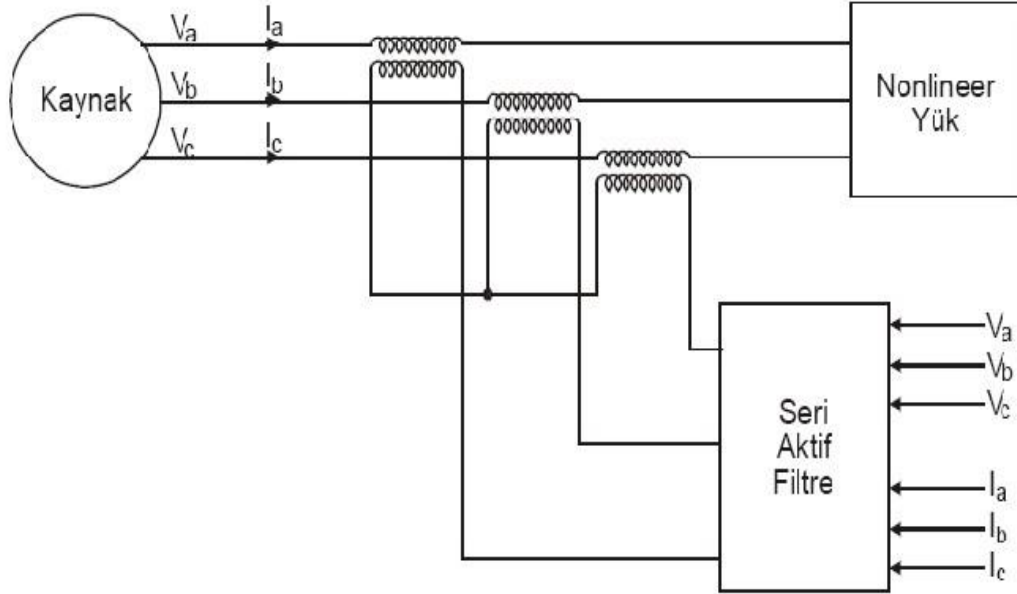 Kaynak
Va
Ia
Vb
Ib
Vc
Ic
Nonlineer
Yük
Seri
Aktif
Filtre
Va
Vb
Vc
Ia
Ib
Ic